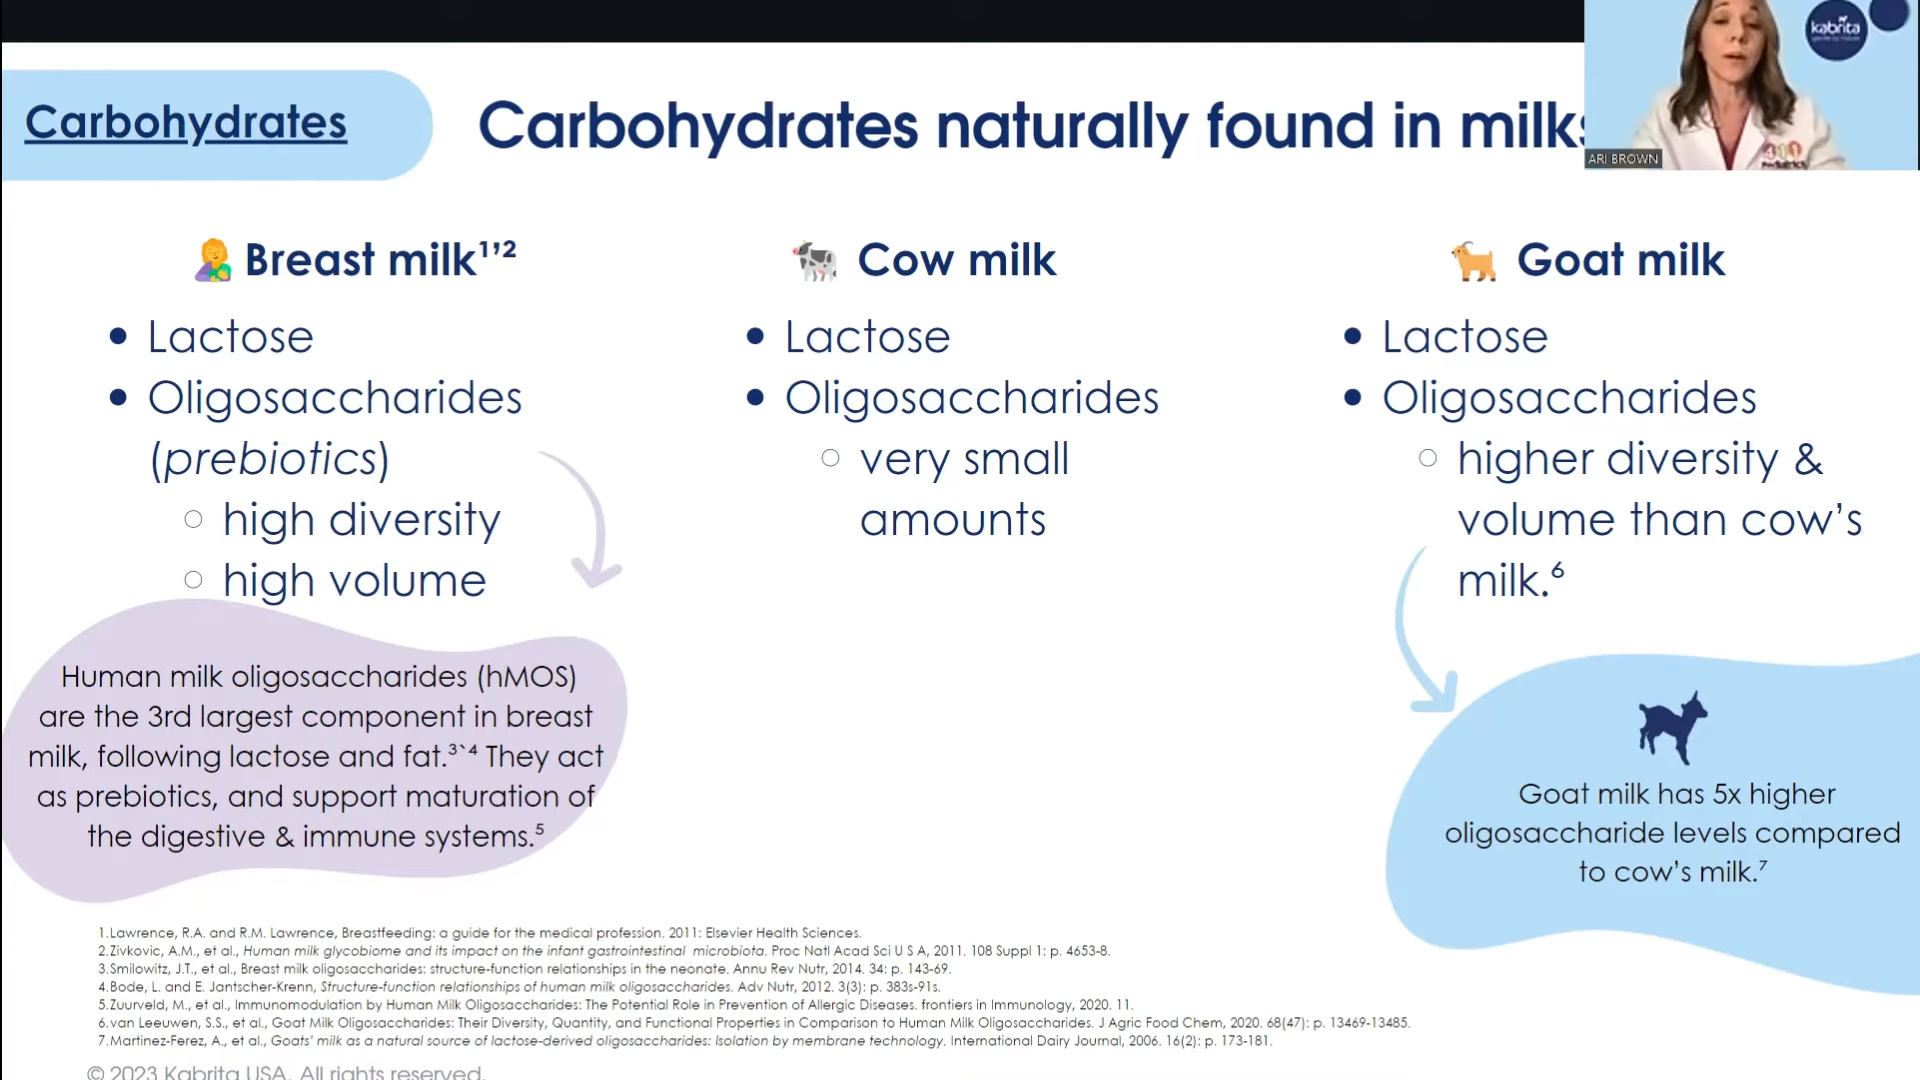 Carbohydrates
Carbohydrates naturally found in milks
kabrita
ARI BROWN
Breast milk¹’²
• Lactose
• Oligosaccharides
(prebiotics)
○ high diversity
○ high volume
Human milk oligosaccharides (hMOS)
are the 3rd largest component in breast
milk, following lactose and fat.³`⁴ They act
as prebiotics, and support maturation of
the digestive & immune systems.⁵
Cow milk
• Lactose
• Oligosaccharides
○ very small
amounts
Goat milk
• Lactose
• Oligosaccharides
○ higher diversity &
volume than cow’s
milk.⁶
Goat milk has 5x higher
oligosaccharide levels compared
to cow’s milk.⁷
1.Lawrence, R.A. and R.M. Lawrence, Breastfeeding: a guide for the medical profession. 2011: Elsevier Health Sciences.
2.Zivkovic, A.M., et al., Human milk glycobiome and its impact on the infant gastrointestinal microbiota. Proc Natl Acad Sci U S A, 2011. 108 Suppl 1: p. 4653-8.
3.Smilowitz, J.T., et al., Breast milk oligosaccharides: structure-function relationships in the neonate. Annu Rev Nutr, 2014. 34: p. 143-69.
4.Bode, L. and E. Jantscher-Krenn, Structure-function relationships of human milk oligosaccharides. Adv Nutr, 2012. 3(3): p. 383s-91s.
5.Zuurveld, M., et al., Immunomodulation by Human Milk Oligosaccharides: The Potential Role in Prevention of Allergic Diseases. frontiers in Immunology, 2020. 11.
6.van Leeuwen, S.S., et al., Goat Milk Oligosaccharides: Their Diversity, Quantity, and Functional Properties in Comparison to Human Milk Oligosaccharides. J Agric Food Chem, 2020. 68(47): p. 13469-13485.
7.Martinez-Ferez, A., et al., Goats' milk as a natural source of lactose-derived oligosaccharides: Isolation by membrane technology. International Dairy Journal, 2006. 16(2): p. 173-181.
© 2023 Kabrita USA. All rights reserved.